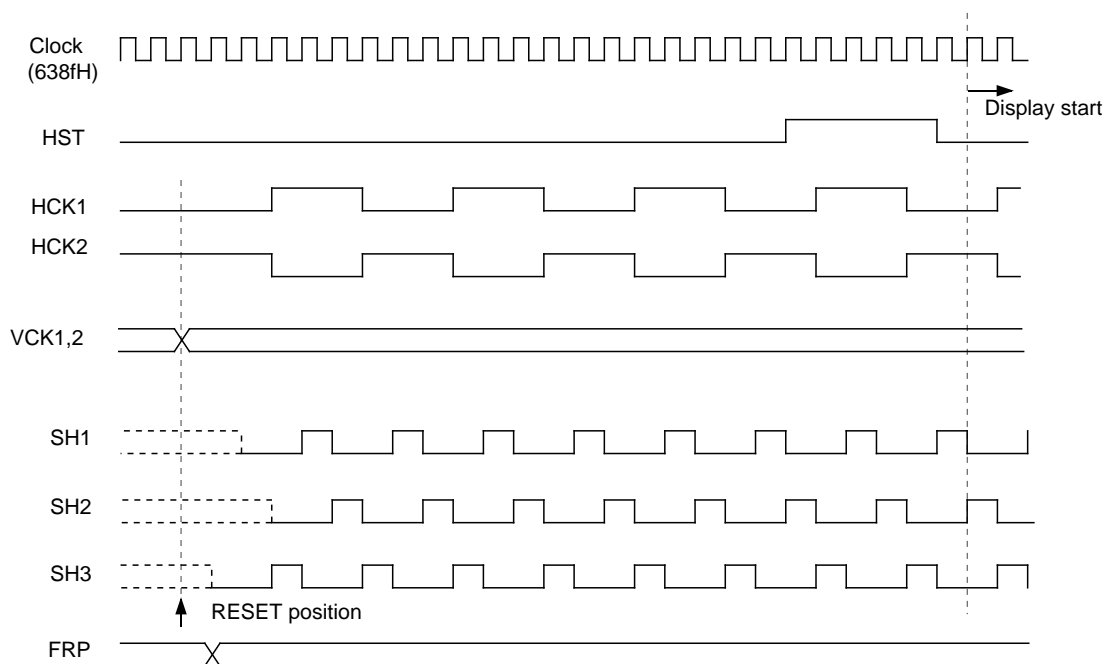 Clock
(638fH)
Display start
HST
HCK1
HCK2
VCK1,2
SH1
SH2
SH3
RESET position
FRP